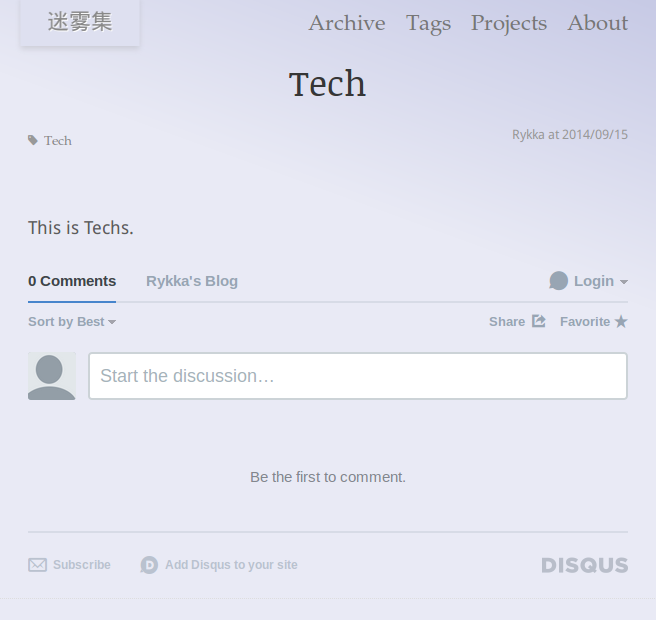 迷雾集
Archive Tags Projects About
Tech
Tech
Rykka at 2014/09/15
This is Techs.
0 Comments Rykka's Blog Login
Sort by Best Share Favorite
Start the discussion…
Be the first to comment.
Subscribe D Add Disqus to your site DISQUS